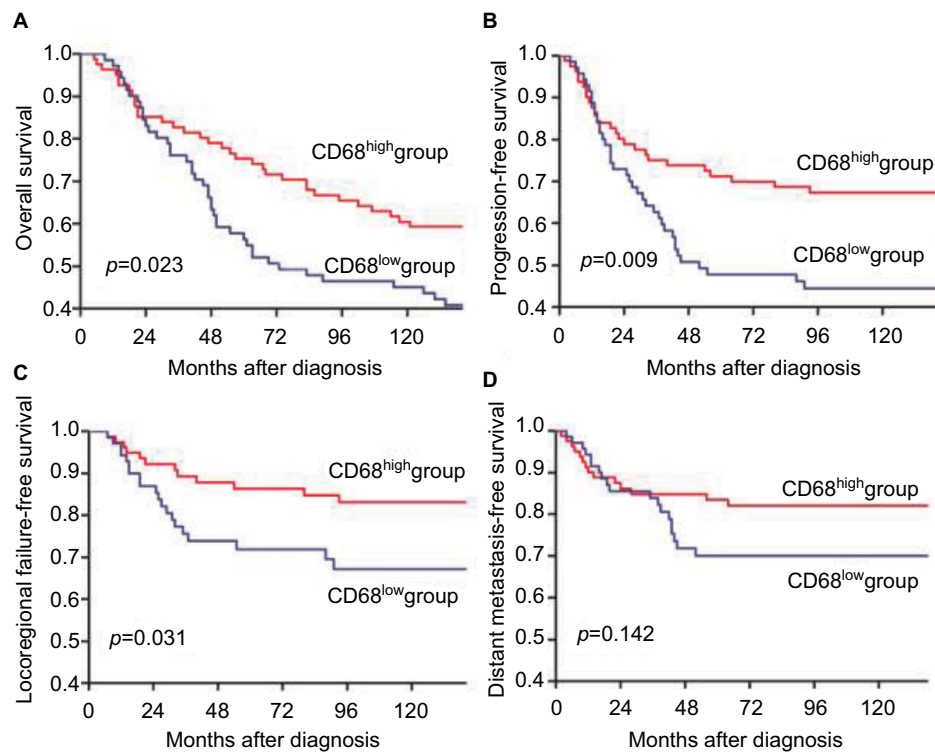 A
Overall survival
1.0
0.9
0.8
0.7
0.6
0.5
0.4
CD68highgroup
CD68lowgroup
p=0.023
0 24 48 72 96 120
Months after diagnosis
B
Progression-free survival
1.0
0.9
0.8
0.7
0.6
0.5
0.4
CD68highgroup
CD68lowgroup
p=0.009
0 24 48 72 96 120
Months after diagnosis
C
Locoregional failure-free survival
1.0
0.9
0.8
0.7
0.6
0.5
0.4
CD68highgroup
CD68lowgroup
p=0.031
0 24 48 72 96 120
Months after diagnosis
D
Distant metastasis-free survival
1.0
0.9
0.8
0.7
0.6
0.5
0.4
CD68highgroup
CD68lowgroup
p=0.142
0 24 48 72 96 120
Months after diagnosis